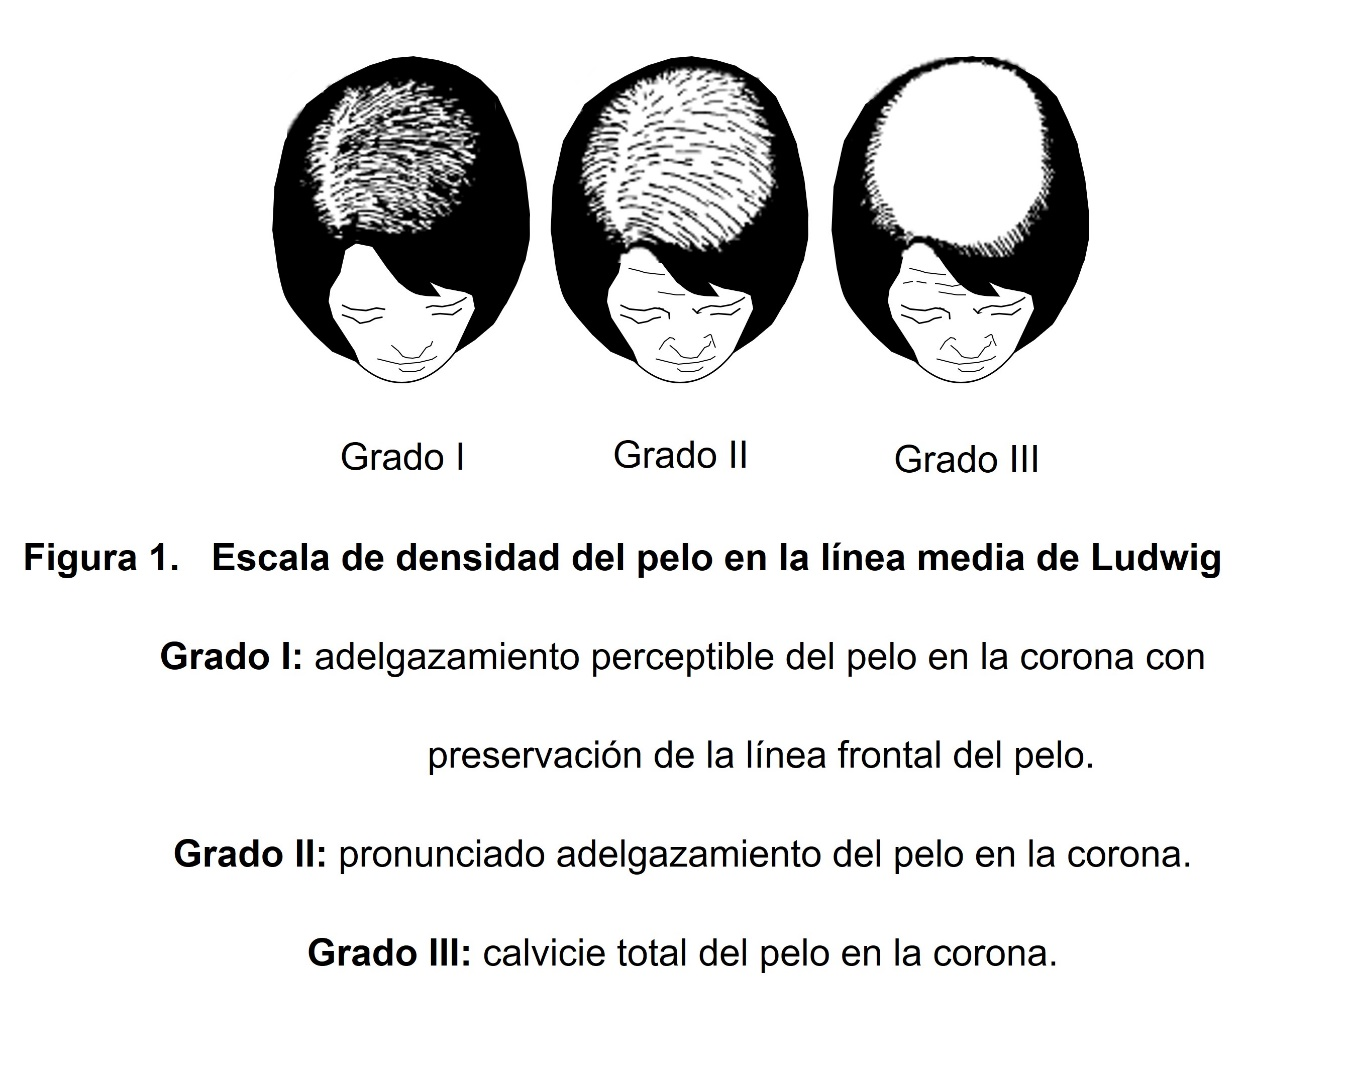 Grado I
Grado II
Grado III
Figura 1. Escala de densidad del pelo en la línea media de Ludwig
Grado I: adelgazamiento perceptible del pelo en la corona con
preservación de la línea frontal del pelo.
Grado II: pronunciado adelgazamiento del pelo en la corona.
Grado III: calvicie total del pelo en la corona.